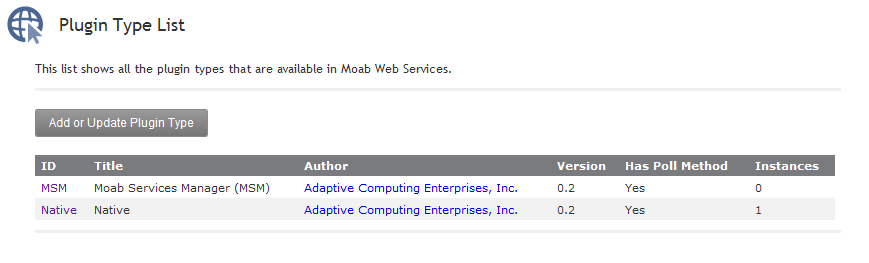 Plugin Type List
This list shows all the plugin types that are available in Moab Web Services.
Add or Update Plugin Type
ID Title Author Version Has Poll Method Instances
MSM Moab Services Manager (MSM) Adaptive Computing Enterprises, Inc. 0.2 Yes 0
Native Native Adaptive Computing Enterprises, Inc. 0.2 Yes 1